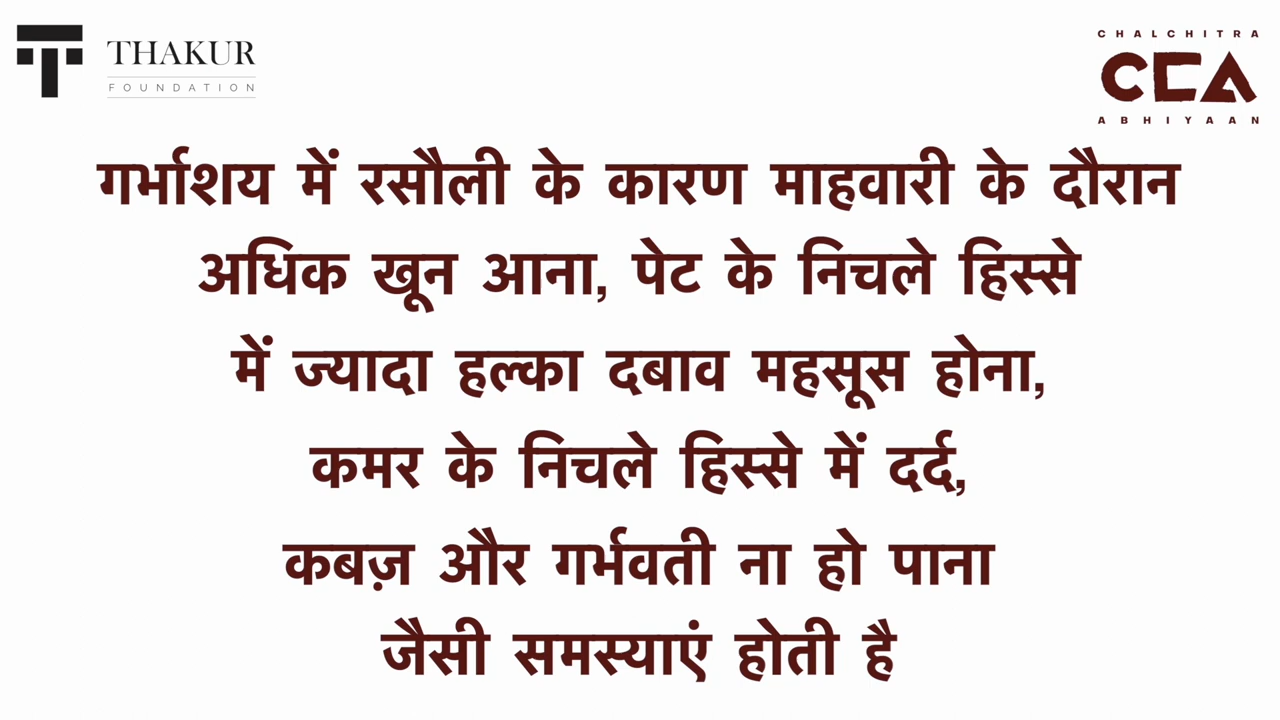 THAKUR
FOUNDATION
CHALCHITRA
CCA
ABHIYAAN
गर्भाशय में रसौली के कारण माहवारी के दौरान
अधिक खून आना, पेट के निचले हिस्से
में ज्यादा हल्का दबाव महसूस होना,
कमर के निचले हिस्से में दर्द,
कबज़ और गर्भवती ना हो पाना
जैसी समस्याएं होती है